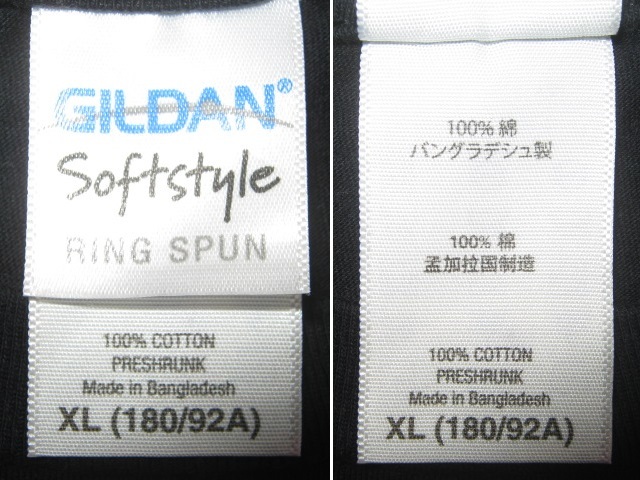 GILDAN®
Softstyle
RING SPUN
100% COTTON
PRESHRUNK
Made in Bangladesh
XL (180/92A)
100% 綿
バングラデシュ製
100% 棉
孟加拉国制造
100% COTTON
PRESHRUNK
Made in Bangladesh
XL (180/92A)